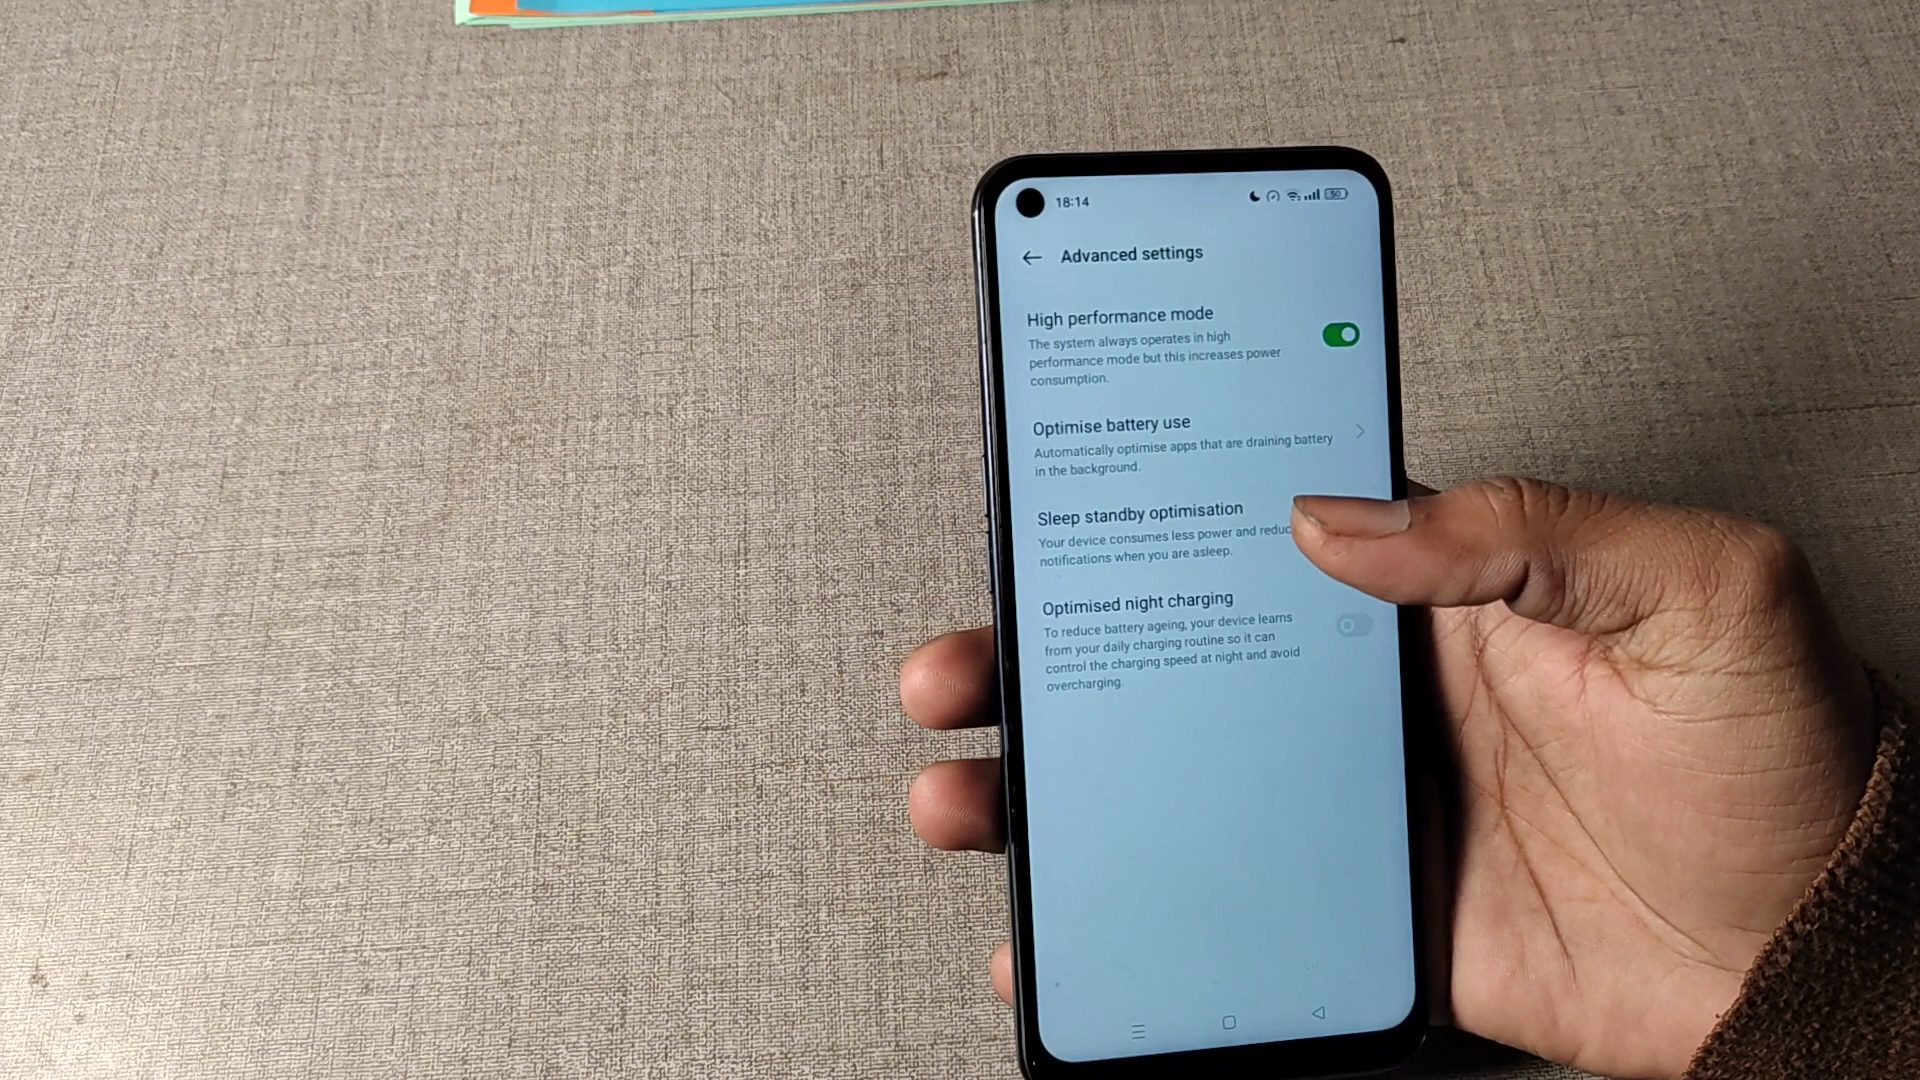 18:14
50
Advanced settings
High performance mode
The system always operates in high
performance mode but this increases power
consumption.
Optimise battery use
Automatically optimise apps that are draining battery
in the background.
Sleep standby optimisation
Your device consumes less power and reduc
notifications when you are asleep.
Optimised night charging
To reduce battery ageing, your device learns
from your daily charging routine so it can
control the charging speed at night and avoid
overcharging.